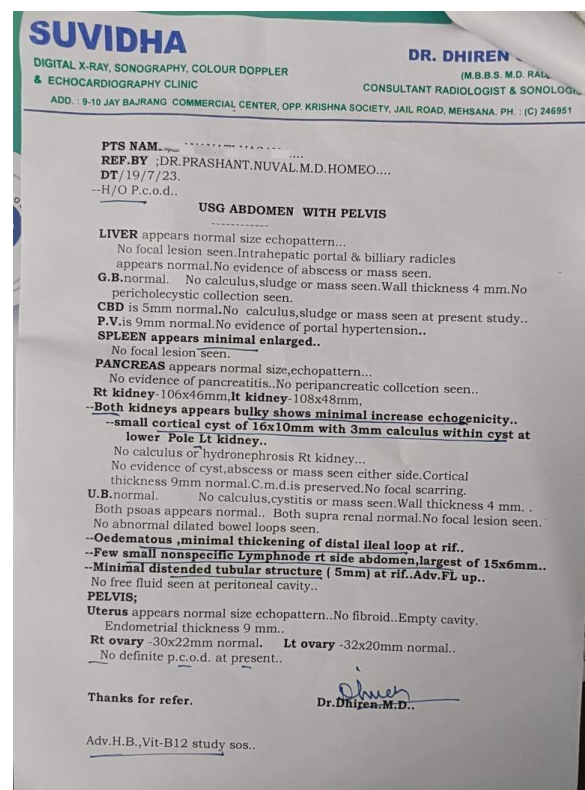 SUVIDHA
DIGITAL X-RAY, SONOGRAPHY, COLOUR DOPPLER
& ECHOCARDIOGRAPHY CLINIC
DR. DHIREN
(M.B.B.S. M.D. RAD
CONSULTANT RADIOLOGIST & SONOLOGI
ADD. : 9-10 JAY BAJRANG COMMERCIAL CENTER, OPP. KRISHNA SOCIETY, JAIL ROAD, MEHSANA. PH. : (C) 246951
PTS NAM.
REF.BY ;DR.PRASHANT.NUVAL.M.D.HOMEO....
DT/19/7/23.
--H/O P.c.o.d..
USG ABDOMEN WITH PELVIS
------------
LIVER appears normal size echopattern...
No focal lesion seen.Intrahepatic portal & billiary radicles
appears normal.No evidence of abscess or mass seen.
G.B.normal. No calculus,sludge or mass seen.Wall thickness 4 mm.No
pericholecystic collection seen.
CBD is 5mm normal.No calculus,sludge or mass seen at present study..
P.V.is 9mm normal.No evidence of portal hypertension..
SPLEEN appears minimal enlarged..
No focal lesion seen.
PANCREAS appears normal size,echopattern...
No evidence of pancreatitis..No peripancreatic collcetion seen..
Rt kidney-106x46mm,lt kidney-108x48mm,
--Both kidneys appears bulky shows minimal increase echogenicity..
--small cortical cyst of 16x10mm with 3mm calculus within cyst at
lower Pole Lt kidney..
No calculus or hydronephrosis Rt kidney...
No evidence of cyst,abscess or mass seen either side.Cortical
thickness 9mm normal.C.m.d.is preserved.No focal scarring.
U.B.normal. No calculus,cystitis or mass seen.Wall thickness 4 mm. .
Both psoas appears normal.. Both supra renal normal.No focal lesion seen.
No abnormal dilated bowel loops seen.
--Oedematous ,minimal thickening of distal ileal loop at rif..
--Few small nonspecific Lymphnode rt side abdomen,largest of 15x6mm..
--Minimal distended tubular structure ( 5mm) at rif..Adv.FL up..
No free fluid seen at peritoneal cavity..
PELVIS;
Uterus appears normal size echopattern..No fibroid..Empty cavity.
Endometrial thickness 9 mm..
Rt ovary -30x22mm normal. Lt ovary -32x20mm normal..
No definite p.c.o.d. at present..
Thanks for refer.
Dr.Dhiren.M.D..
Adv.H.B.,Vit-B12 study sos..